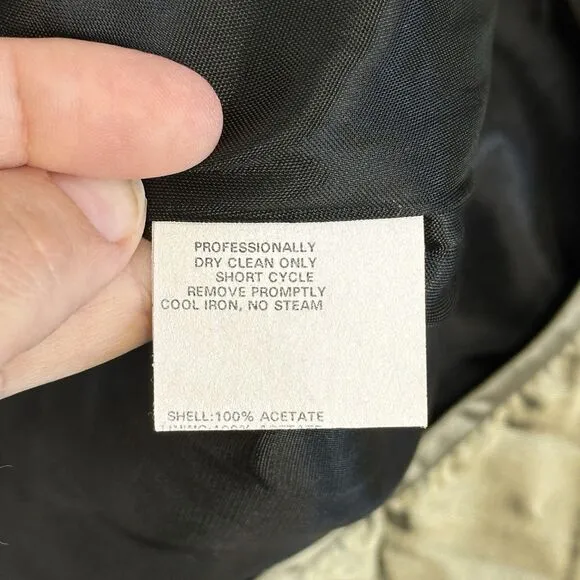 PROFESSIONALLY
DRY CLEAN ONLY
SHORT CYCLE
REMOVE PROMPTLY
COOL IRON, NO STEAM
SHELL:100% ACETATE